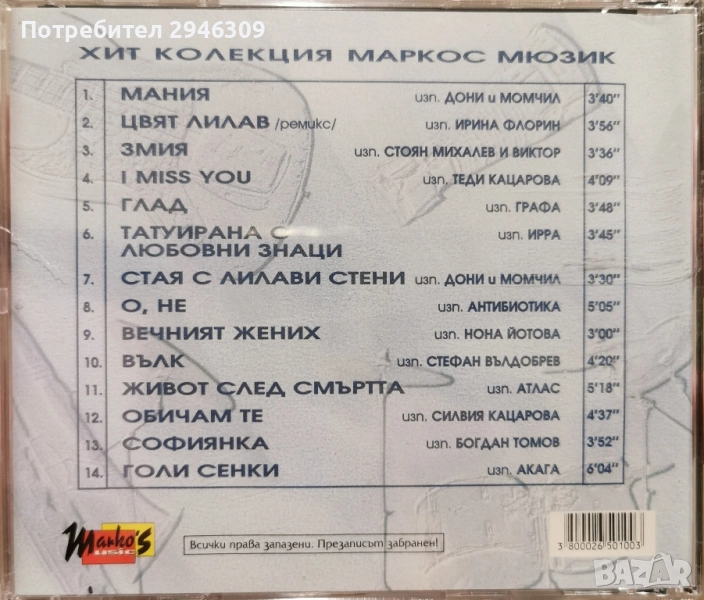 Потребител 2946309
ХИТ КОЛЕКЦИЯ МАРКОС МЮЗИК
1. МАНИЯ изп. ДОНИ и МОМЧИЛ 3'40"
2. ЦВЯТ ЛИЛАВ /ремикс/ изп. ИРИНА ФЛОРИН 3'56"
3. ЗМИЯ изп. СТОЯН МИХАЛЕВ И ВИКТОР 3'36"
4. I MISS YOU изп. ТЕДИ КАЦАРОВА 4'09"
5. ГЛАД изп. ГРАФА 3'48"
6. ТАТУИРАНА С изп. ИРРА 3'45"
ЛЮБОВНИ ЗНАЦИ
7. СТАЯ С ЛИЛАВИ СТЕНИ изп. ДОНИ и МОМЧИЛ 3'30"
8. О, НЕ изп. АНТИБИОТИКА 5'05"
9. ВЕЧНИЯТ ЖЕНИХ изп. НОНА ЙОТОВА 3'00"
10. ВЪЛК изп. СТЕФАН ВЪЛДОБРЕВ 4'20"
11. ЖИВОТ СЛЕД СМЪРТТА изп. АТЛАС 5'18"
12. ОБИЧАМ ТЕ изп. СИЛВИЯ КАЦАРОВА 4'37"
13. СОФИЯНКА изп. БОГДАН ТОМОВ 3'52"
14. ГОЛИ СЕНКИ изп. АКАГА 6'04"
Marko's
music
Всички права запазени. Презаписът забранен!
3 800026 501003
bazar